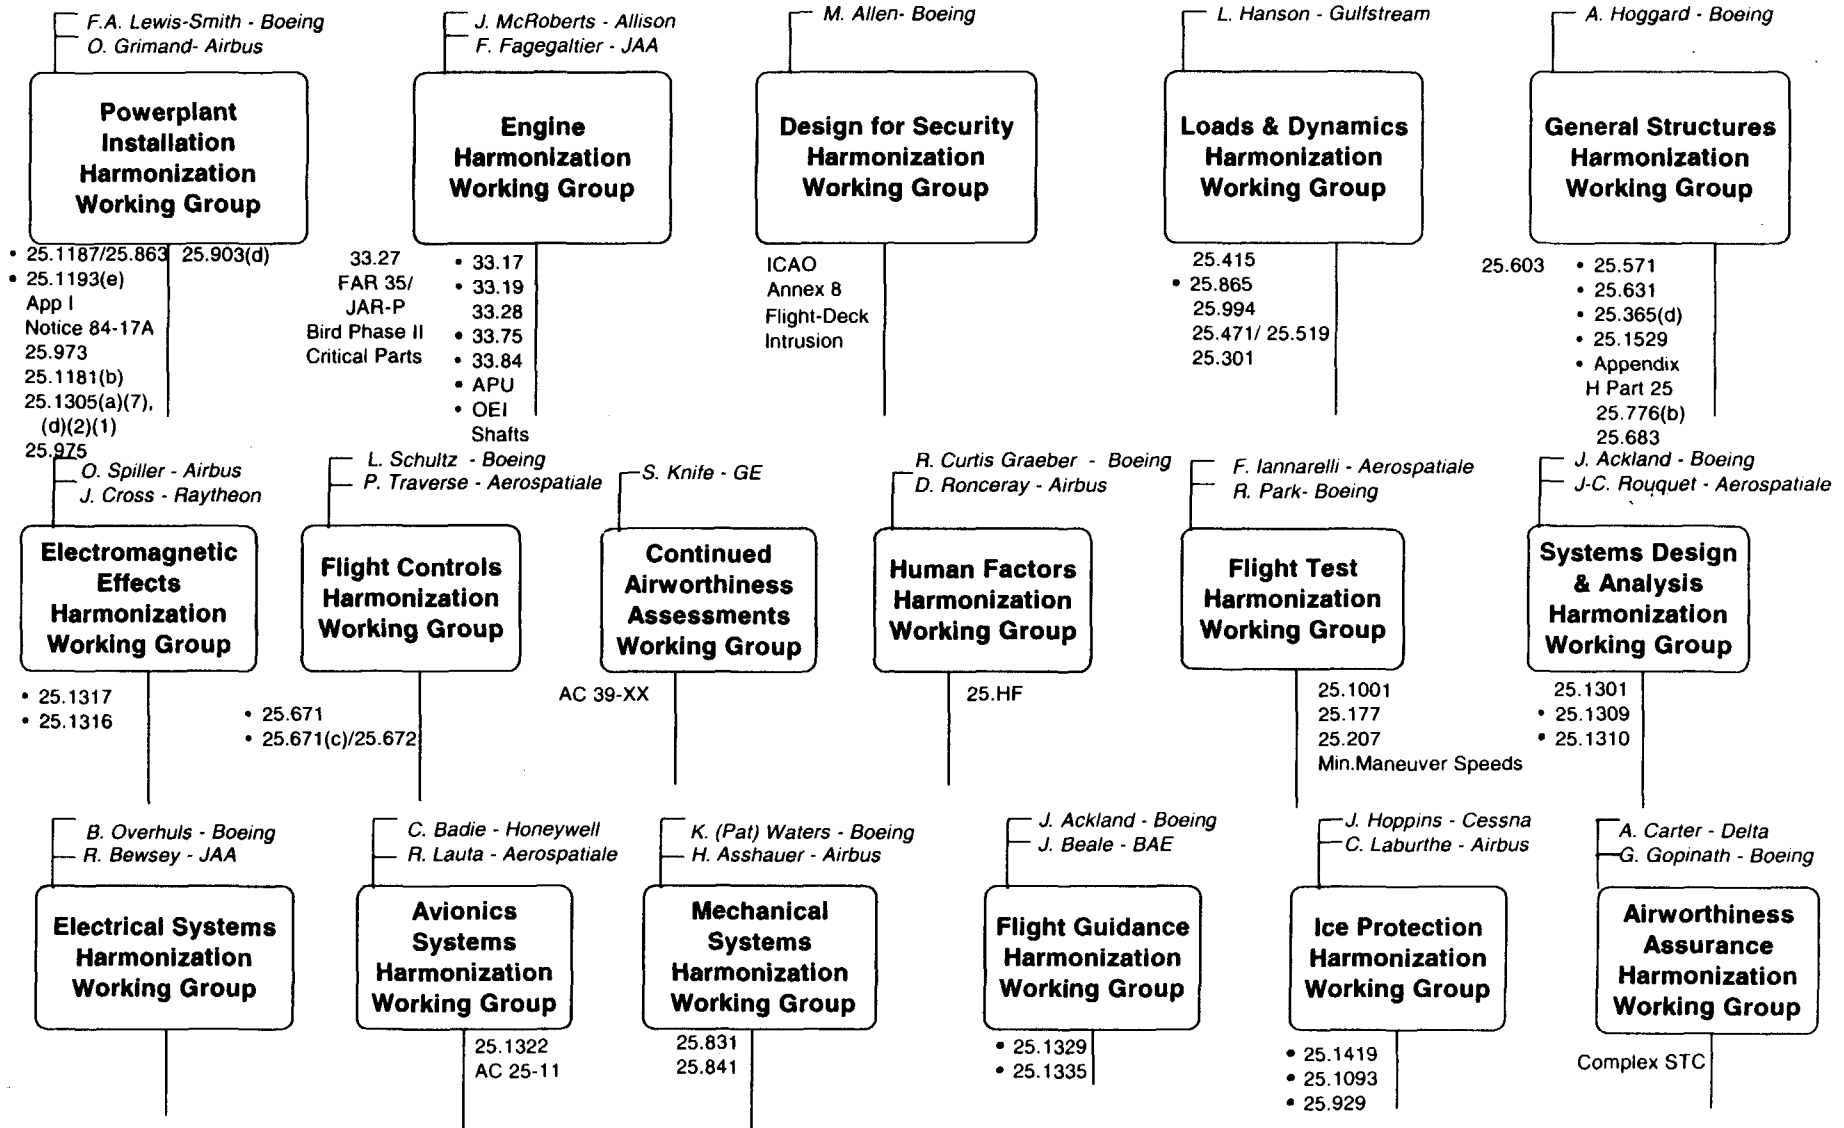 F.A. Lewis-Smith - Boeing
O. Grimand- Airbus
Powerplant
Installation
Harmonization
Working Group
• 25.1187/25.863
• 25.1193(e)
App I
Notice 84-17A
25.973
25.1181(b)
25.1305(a)(7),
(d)(2)(1)
25.975
25.903(d)
J. McRoberts - Allison
F. Fagegaltier - JAA
Engine
Harmonization
Working Group
33.27
FAR 35/
JAR-P
Bird Phase II
Critical Parts
• 33.17
• 33.19
33.28
• 33.75
• 33.84
• APU
• OEI
Shafts
M. Allen- Boeing
Design for Security
Harmonization
Working Group
ICAO
Annex 8
Flight-Deck
Intrusion
L. Hanson - Gulfstream
Loads & Dynamics
Harmonization
Working Group
25.415
• 25.865
25.994
25.471/ 25.519
25.301
A. Hoggard - Boeing
General Structures
Harmonization
Working Group
25.603
• 25.571
• 25.631
• 25.365(d)
• 25.1529
• Appendix
H Part 25
25.776(b)
25.683
O. Spiller - Airbus
J. Cross - Raytheon
Electromagnetic
Effects
Harmonization
Working Group
• 25.1317
• 25.1316
L. Schultz - Boeing
P. Traverse - Aerospatiale
Flight Controls
Harmonization
Working Group
• 25.671
• 25.671(c)/25.672
S. Knife - GE
Continued
Airworthiness
Assessments
Working Group
AC 39-XX
R. Curtis Graeber - Boeing
D. Ronceray - Airbus
Human Factors
Harmonization
Working Group
25.HF
F. Iannarelli - Aerospatiale
R. Park- Boeing
Flight Test
Harmonization
Working Group
25.1001
25.177
25.207
Min.Maneuver Speeds
J. Ackland - Boeing
J-C. Rouquet - Aerospatiale
Systems Design
& Analysis
Harmonization
Working Group
25.1301
• 25.1309
• 25.1310
B. Overhuls - Boeing
R. Bewsey - JAA
Electrical Systems
Harmonization
Working Group
C. Badie - Honeywell
R. Lauta - Aerospatiale
Avionics
Systems
Harmonization
Working Group
25.1322
AC 25-11
K. (Pat) Waters - Boeing
H. Asshauer - Airbus
Mechanical
Systems
Harmonization
Working Group
25.831
25.841
J. Ackland - Boeing
J. Beale - BAE
Flight Guidance
Harmonization
Working Group
• 25.1329
• 25.1335
J. Hoppins - Cessna
C. Laburthe - Airbus
Ice Protection
Harmonization
Working Group
• 25.1419
• 25.1093
• 25.929
A. Carter - Delta
G. Gopinath - Boeing
Airworthiness
Assurance
Harmonization
Working Group
Complex STC